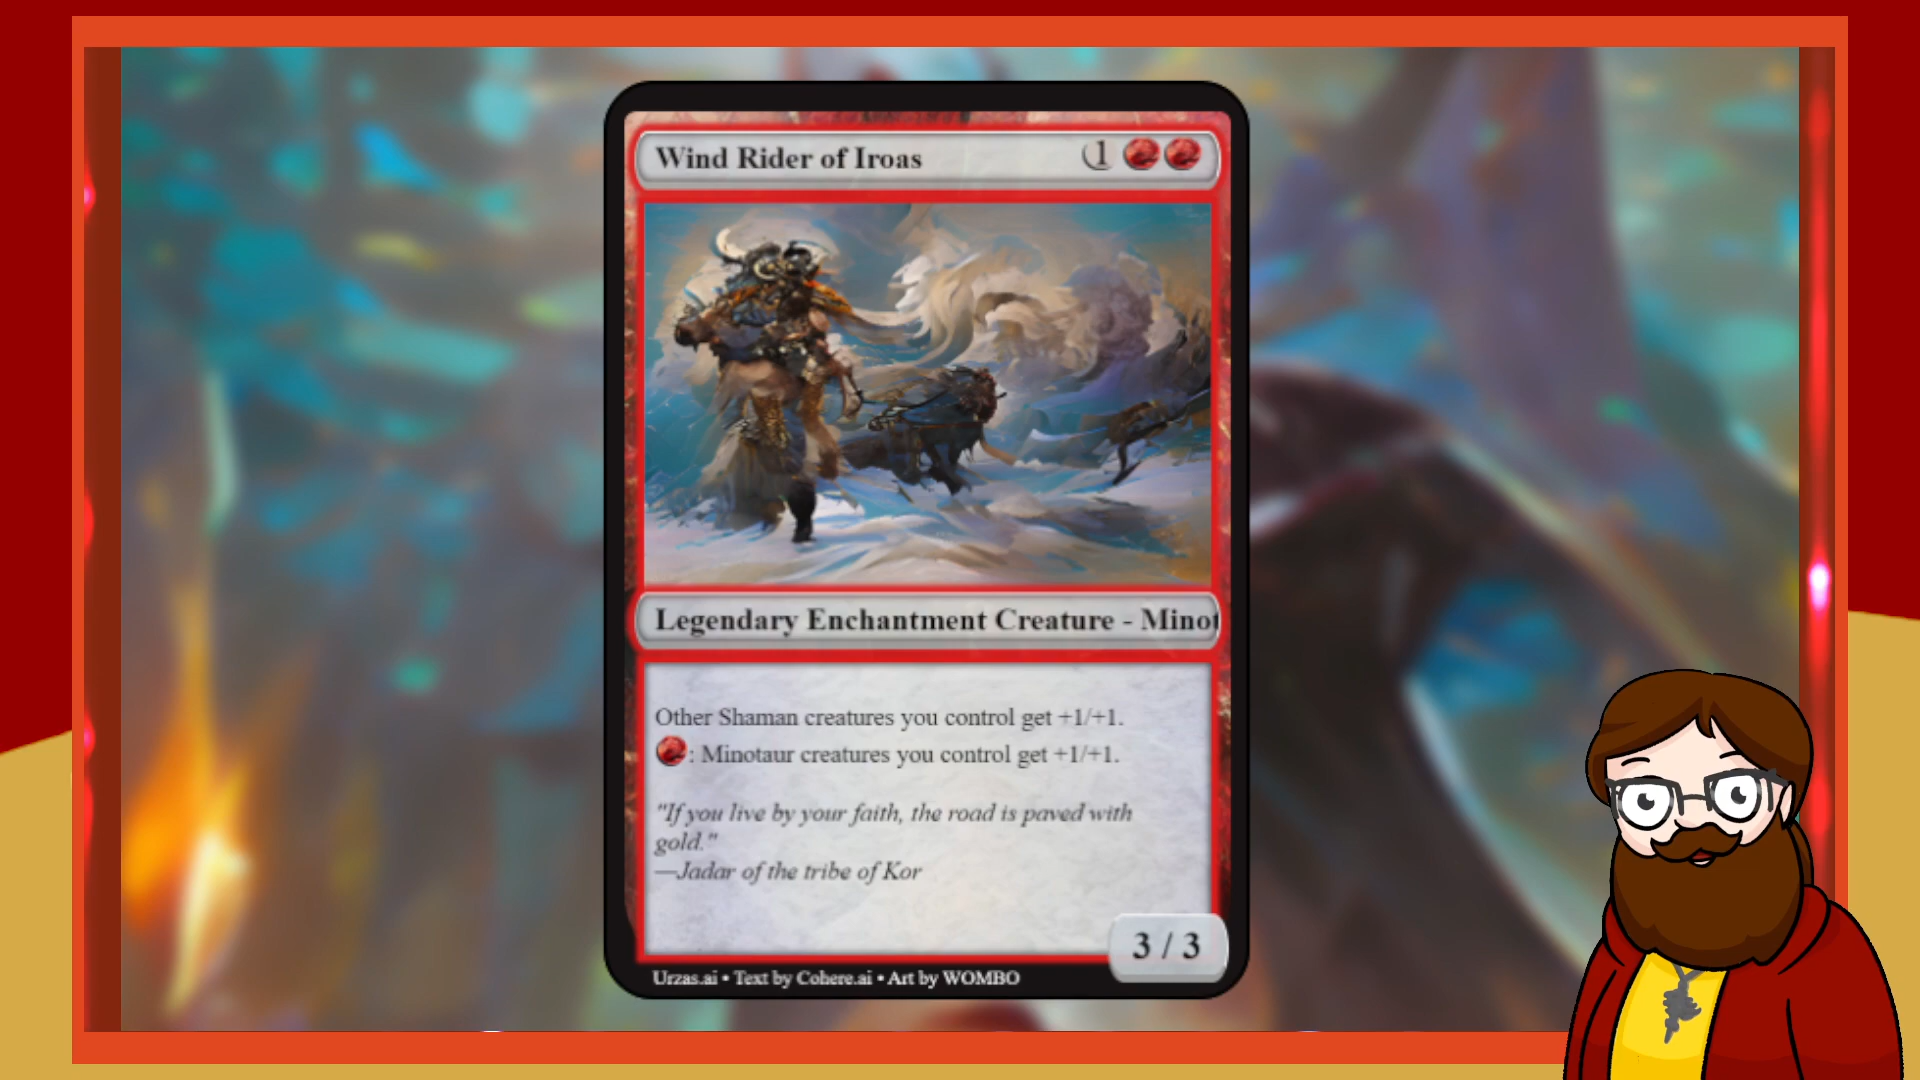 Wind Rider of Iroas 1
Legendary Enchantment Creature - Minot
Other Shaman creatures you control get +1/+1.
: Minotaur creatures you control get +1/+1.
"If you live by your faith, the road is paved with
gold."
—Jadar of the tribe of Kor
3 / 3
Urzas.ai • Text by Cohere.ai • Art by WOMBO